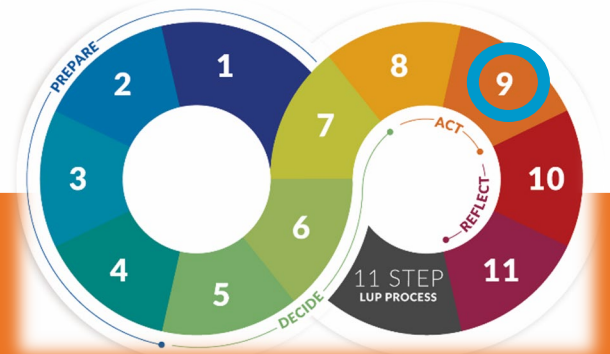 PREPARE
1
2
3
4
5
6
7
8
9
10
11
DECIDE
ACT
REFLECT
11 STEP
LUP PROCESS